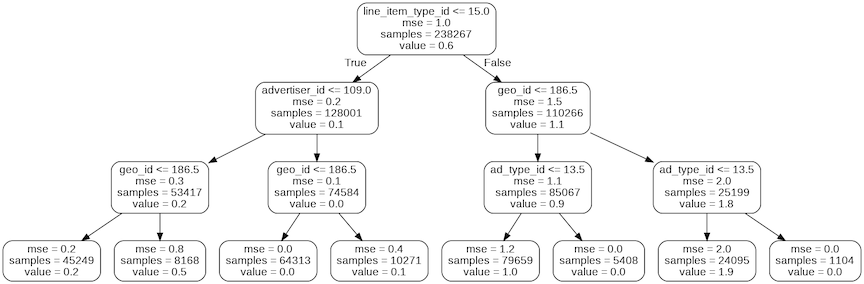 line_item_type_id <= 15.0
mse = 1.0
samples = 238267
value = 0.6
True
False
advertiser_id <= 109.0
mse = 0.2
samples = 128001
value = 0.1
geo_id <= 186.5
mse = 1.5
samples = 110266
value = 1.1
geo_id <= 186.5
mse = 0.3
samples = 53417
value = 0.2
geo_id <= 186.5
mse = 0.1
samples = 74584
value = 0.0
ad_type_id <= 13.5
mse = 1.1
samples = 85067
value = 0.9
ad_type_id <= 13.5
mse = 2.0
samples = 25199
value = 1.8
mse = 0.2
samples = 45249
value = 0.2
mse = 0.8
samples = 8168
value = 0.5
mse = 0.0
samples = 64313
value = 0.0
mse = 0.4
samples = 10271
value = 0.1
mse = 1.2
samples = 79659
value = 1.0
mse = 0.0
samples = 5408
value = 0.0
mse = 2.0
samples = 24095
value = 1.9
mse = 0.0
samples = 1104
value = 0.0